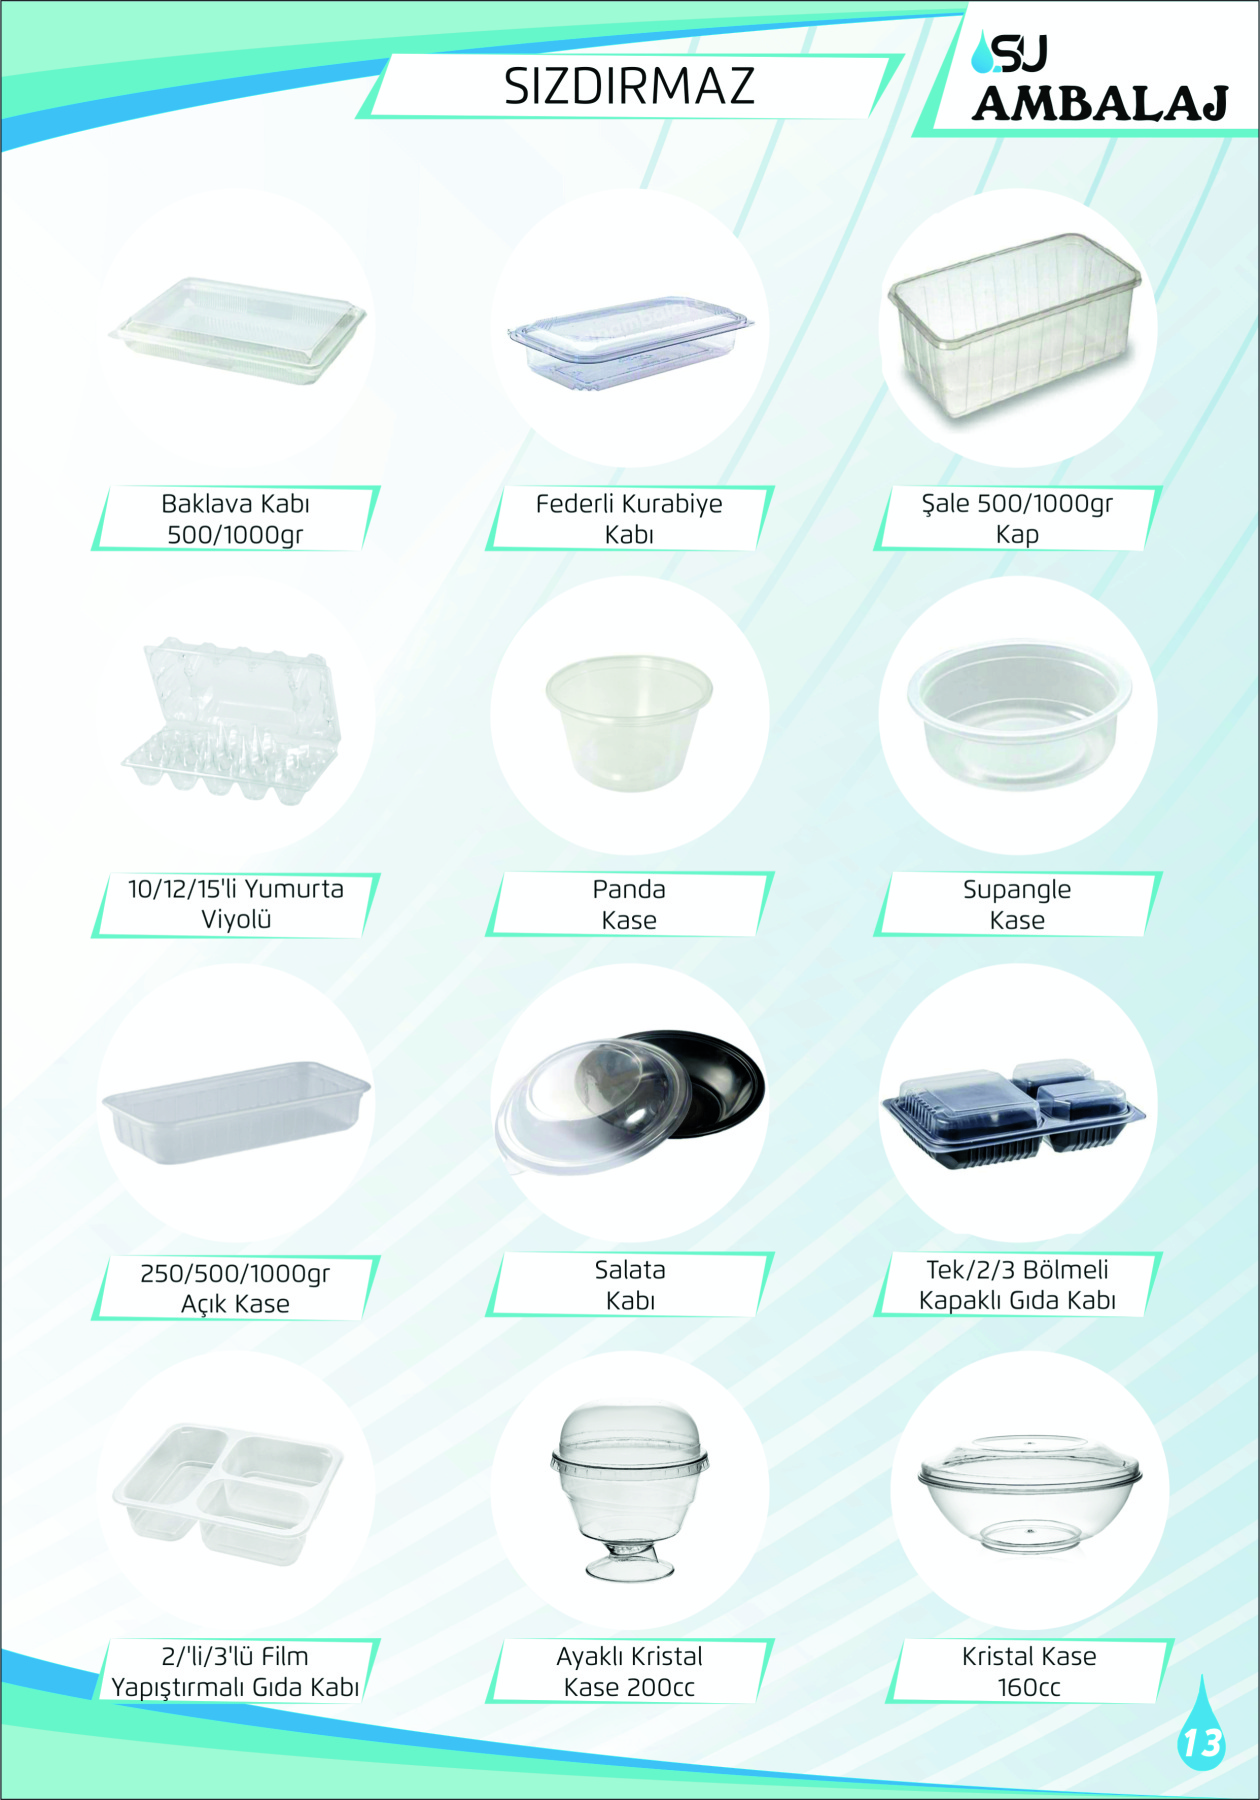 SIZDIRMAZ
SU
AMBALAJ
Baklava Kabı
500/1000gr
Federli Kurabiye
Kabı
Şale 500/1000gr
Kap
10/12/15'li Yumurta
Viyolü
Panda
Kase
Supangle
Kase
250/500/1000gr
Açık Kase
Salata
Kabı
Tek/2/3 Bölmeli
Kapaklı Gıda Kabı
2/'li/3'lü Film
Yapıştırmalı Gıda Kabı
Ayaklı Kristal
Kase 200cc
Kristal Kase
160cc
13